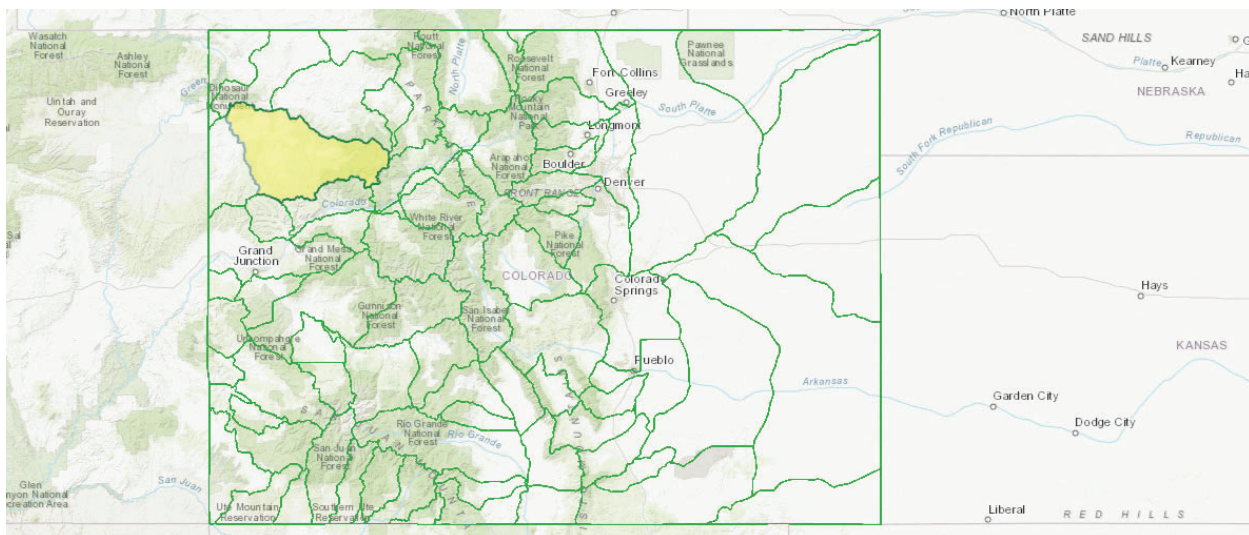 North Platte
SAND HILLS
Wasatch
National
Forest
Ashley
National
Forest
Routt
National
Forest
North Platte
Roosevelt
National
Forest
Pawnee
National
Grasslands
Platte
Kearney
NEBRASKA
Green
Dinosaur
National
Fort Collins
Greeley
South Platte
Uintah and
Ouray
Reservation
Rocky
Mountain
National
Park
Longmont
South Fork Republican
Republican
Arapaho
National
Forest
Boulder
FRONT RANGE
Denver
Colorado
White River
National
Forest
Pike
National
Forest
Grand
Junction
Grand Mesa
National
Forest
COLORADO
Colorado
Springs
Hays
Gunnison
National
Forest
San Isabel
National
Forest
Uncompahgre
National
Forest
KANSAS
Pueblo
Arkansas
Garden City
Dodge City
Rio Grande
National
Forest
Rio Grande
San Juan
National
Forest
Glen
nyon National
creation Area
San Juan
Ute Mountain
Reservation
Southern Ute
Reservation
Liberal
RED HILLS